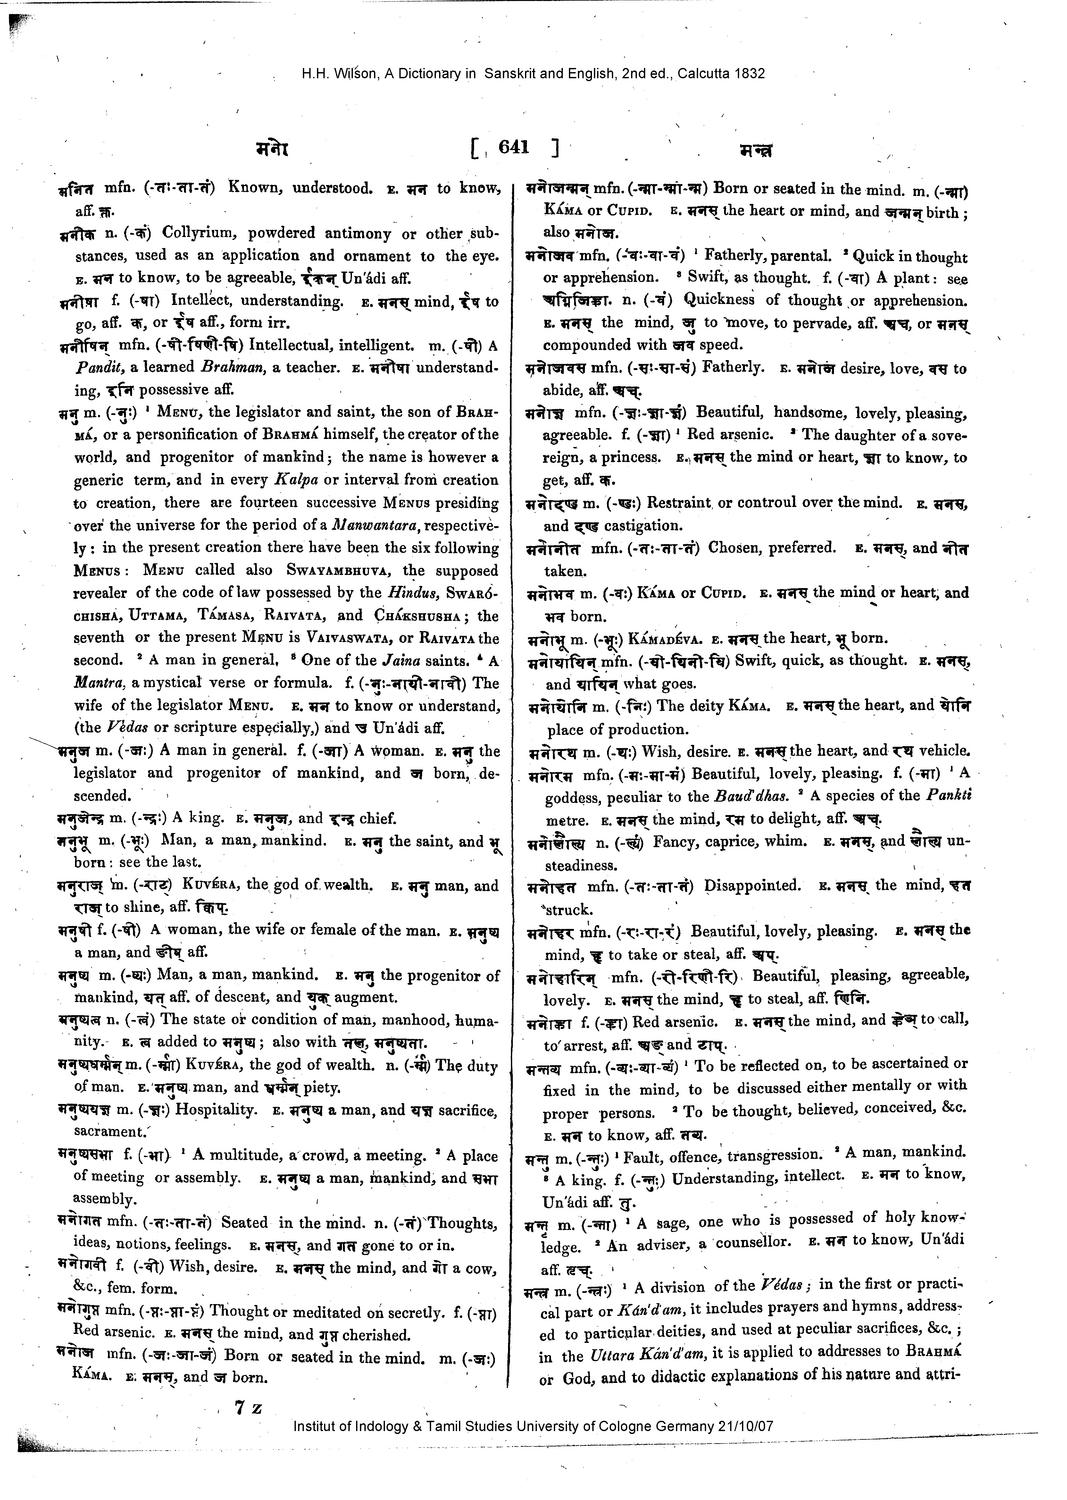 H.H. Wilson, A Dictionary in Sanskrit and English, 2nd ed., Calcutta 1832
मनो [ 641 ] मन्त्र
मनित mfn. (-तः-ता-तं) Known, understood. E. मन to know,
aff. क्त.
मनीक n. (-कं) Collyrium, powdered antimony or other sub-
stances, used as an application and ornament to the eye.
E. मन to know, to be agreeable, ईकन् Un'ádi aff.
मनीषा f. (-षा) Intellect, understanding. E. मनस् mind, ईष to
go, aff. क, or ईष aff., form irr.
मनीषिन् mfn. (-षी-षिणी-षि) Intellectual, intelligent. m. (-षी) A
Pandit, a learned Brahman, a teacher. E. मनीषा understand-
ing, इनि possessive aff.
मनु m. (-नुः) ¹ MENU, the legislator and saint, the son of BRAH-
MÁ, or a personification of BRAHMÁ himself, the creator of the
world, and progenitor of mankind; the name is however a
generic term, and in every Kalpa or interval from creation
to creation, there are fourteen successive MENUS presiding
over the universe for the period of a Manwantara, respective-
ly: in the present creation there have been the six following
MENUS: MENU called also SWAYAMBHUVA, the supposed
revealer of the code of law possessed by the Hindus, SWARÓ-
CHISHA, UTTAMA, TÁMASA, RAIVATA, and CHÁKSHUSHA; the
seventh or the present MENU is VAIVASWATA, or RAIVATA the
second. ² A man in general. ³ One of the Jaina saints. ⁴ A
Mantra, a mystical verse or formula. f. (-नुः-नायी-नावी) The
wife of the legislator MENU. E. मन to know or understand,
(the Védas or scripture especially,) and उ Un'ádi aff.
मनुज m. (-जः) A man in general. f. (-जा) A woman. E. मनु the
legislator and progenitor of mankind, and ज born, de-
scended.
मनुजेन्द्र m. (-न्द्रः) A king. E. मनुज, and इन्द्र chief.
मनुभू m. (-भूः) Man, a man, mankind. E. मनु the saint, and भू
born: see the last.
मनुराज् m. (-राट्) KUVÉRA, the god of wealth. E. मनु man, and
राज् to shine, aff. क्विप्.
मनुषी f. (-षी) A woman, the wife or female of the man. E. मनुष्य
a man, and ङीष् aff.
मनुष्य m. (-ष्यः) Man, a man, mankind. E. मनु the progenitor of
mankind, यत् aff. of descent, and युक् augment.
मनुष्यत्व n. (-त्वं) The state or condition of man, manhood, huma-
nity. E. त्व added to मनुष्य; also with तल्, मनुष्यता.
मनुष्यधर्म्मन् m. (-र्म्मा) KUVÉRA, the god of wealth. n. (-र्म्म) The duty
of man. E. मनुष्य man, and धर्म्मन् piety.
मनुष्ययज्ञ m. (-ज्ञः) Hospitality. E. मनुष्य a man, and यज्ञ sacrifice,
sacrament.
मनुष्यसभा f. (-भा) ¹ A multitude, a crowd, a meeting. ² A place
of meeting or assembly. E. मनुष्य a man, mankind, and सभा
assembly.
मनोगत mfn. (-तः-ता-तं) Seated in the mind. n. (-तं) Thoughts,
ideas, notions, feelings. E. मनस्, and गत gone to or in.
मनोगवी f. (-वी) Wish, desire. E. मनस् the mind, and गो a cow,
&c., fem. form.
मनोगुप्त mfn. (-प्तः-प्ता-प्तं) Thought or meditated on secretly. f. (-प्ता)
Red arsenic. E. मनस् the mind, and गुप्त cherished.
मनोज mfn. (-जः-जा-जं) Born or seated in the mind. m. (-जः)
KÁMA. E. मनस्, and ज born.
7 Z
मनोजन्मन् mfn. (-न्मा-न्मा-न्म) Born or seated in the mind. m. (-न्मा)
KÁMA or CUPID. E. मनस् the heart or mind, and जन्मन् birth;
also मनोज.
मनोजव mfn. (-वः-वा-वं) ¹ Fatherly, parental. ² Quick in thought
or apprehension. ³ Swift, as thought. f. (-वा) A plant: see
अग्निजिह्वा. n. (-वं) Quickness of thought or apprehension.
E. मनस् the mind, जु to move, to pervade, aff. अच्, or मनस्
compounded with जव speed.
मनोजवस mfn. (-सः-सा-सं) Fatherly. E. मनोज desire, love, वस to
abide, aff. अच्.
मनोज्ञ mfn. (-ज्ञः-ज्ञा-ज्ञं) Beautiful, handsome, lovely, pleasing,
agreeable. f. (-ज्ञा) ¹ Red arsenic. ² The daughter of a sove-
reign, a princess. E. मनस् the mind or heart, ज्ञा to know, to
get, aff. क.
मनोदण्ड m. (-ण्डः) Restraint or controul over the mind. E. मनस्,
and दण्ड castigation.
मनोनीत mfn. (-तः-ता-तं) Chosen, preferred. E. मनस्, and नीत
taken.
मनोभव m. (-वः) KÁMA or CUPID. E. मनस् the mind or heart, and
भव born.
मनोभू m. (-भूः) KÁMADÉVA. E. मनस् the heart, भू born.
मनोयायिन् mfn. (-यी-यिनी-यि) Swift, quick, as thought. E. मनस्,
and यायिन् what goes.
मनोयोनि m. (-निः) The deity KÁMA. E. मनस् the heart, and योनि
place of production.
मनोरथ m. (-थः) Wish, desire. E. मनस् the heart, and रथ vehicle.
मनोरम mfn. (-मः-मा-मं) Beautiful, lovely, pleasing. f. (-मा) ¹ A
goddess, peculiar to the Baud'dhas. ² A species of the Pankti
metre. E. मनस् the mind, रम to delight, aff. अच्.
मनोलौल्य n. (-ल्यं) Fancy, caprice, whim. E. मनस्, and लौल्य un-
steadiness.
मनोहत mfn. (-तः-ता-तं) Disappointed. E. मनस् the mind, हत
struck.
मनोहर mfn. (-रः-रा-रं) Beautiful, lovely, pleasing. E. मनस् the
mind, हृ to take or steal, aff. अप्.
मनोहारिन् mfn. (-री-रिणी-रि) Beautiful, pleasing, agreeable,
lovely. E. मनस् the mind, हृ to steal, aff. णिनि.
मनोह्वा f. (-ह्वा) Red arsenic. E. मनस् the mind, and ह्वेञ् to call,
to arrest, aff. अङ् and टाप्.
मन्तव्य mfn. (-व्यः-व्या-व्यं) ¹ To be reflected on, to be ascertained or
fixed in the mind, to be discussed either mentally or with
proper persons. ² To be thought, believed, conceived, &c.
E. मन to know, aff. तव्य.
मन्तु m. (-न्तुः) ¹ Fault, offence, transgression. ² A man, mankind.
³ A king. f. (-न्तुः) Understanding, intellect. E. मन to know,
Un'ádi aff. तु.
मन्तृ m. (-न्ता) ¹ A sage, one who is possessed of holy know-
ledge. ² An adviser, a counsellor. E. मन to know, Un'ádi
aff. तृच्.
मन्त्र m. (-न्त्रः) ¹ A division of the Védas; in the first or practi-
cal part or Kán'd'am, it includes prayers and hymns, address-
ed to particular deities, and used at peculiar sacrifices, &c.;
in the Uttara Kán'd'am, it is applied to addresses to BRAHMÁ
or God, and to didactic explanations of his nature and attri-
Institut of Indology & Tamil Studies University of Cologne Germany 21/10/07